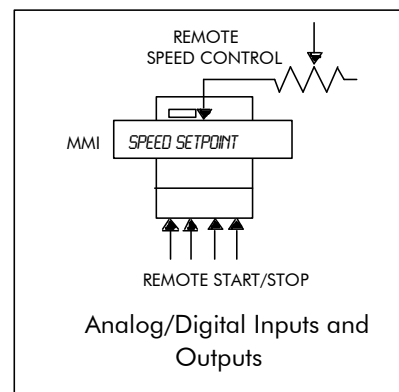 REMOTE
SPEED CONTROL
MMI
SPEED SETPOINT
REMOTE START/STOP
Analog/Digital Inputs and
Outputs